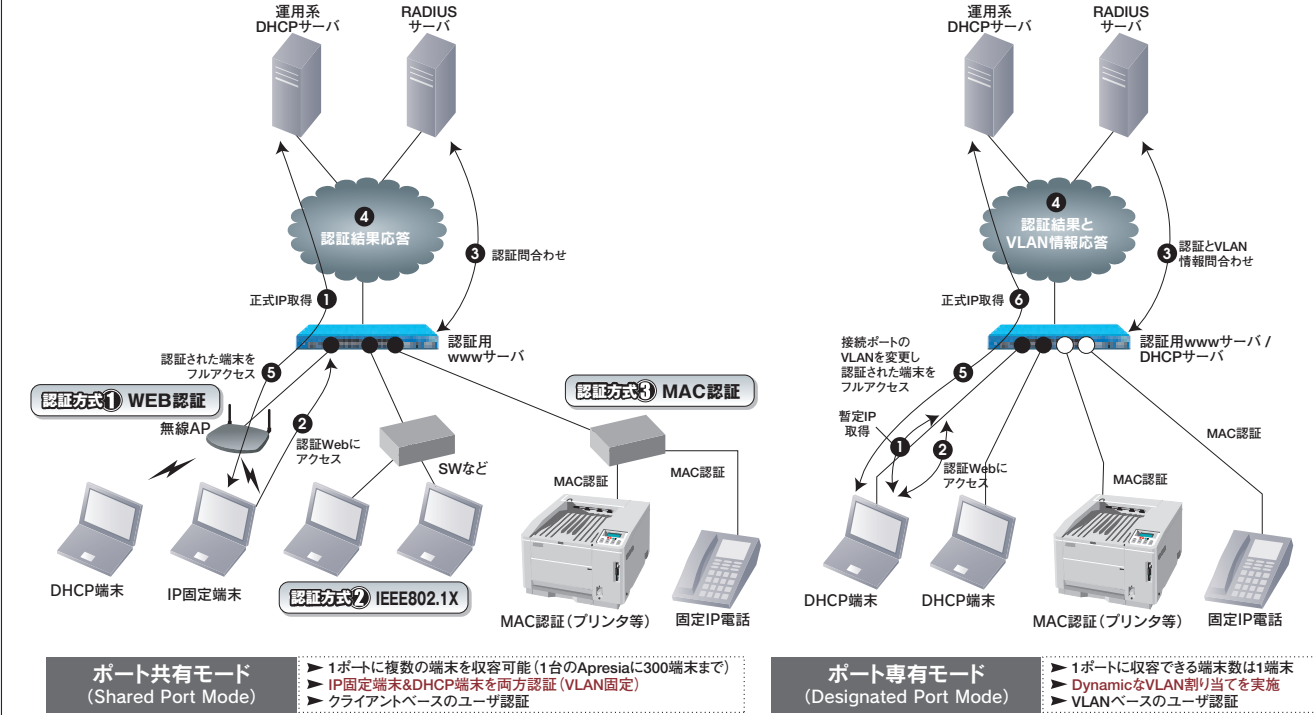 運用系
DHCPサーバ
RADIUS
サーバ
4
認証結果応答
3 認証問合わせ
正式IP取得 1
認証用
wwwサーバ
認証された端末を
フルアクセス
5
認証方式① WEB認証
無線AP
2
認証Webに
アクセス
SWなど
認証方式③ MAC認証
MAC認証
MAC認証
DHCP端末
IP固定端末
認証方式② IEEE802.1X
MAC認証(プリンタ等)
固定IP電話
ポート共有モード
(Shared Port Mode)
► 1ポートに複数の端末を収容可能(1台のApresiaに300端末まで)
► IP固定端末&DHCP端末を両方認証(VLAN固定)
► クライアントベースのユーザ認証
運用系
DHCPサーバ
RADIUS
サーバ
4
認証結果と
VLAN情報応答
3 認証とVLAN
情報問合わせ
正式IP取得 6
認証用wwwサーバ /
DHCPサーバ
接続ポートの
VLANを変更し
認証された端末を
フルアクセス
5
暫定IP
取得
1
2
認証Webに
アクセス
MAC認証
MAC認証
DHCP端末
DHCP端末
MAC認証(プリンタ等)
固定IP電話
ポート専有モード
(Designated Port Mode)
► 1ポートに収容できる端末数は1端末
► DynamicなVLAN割り当てを実施
► VLANベースのユーザ認証